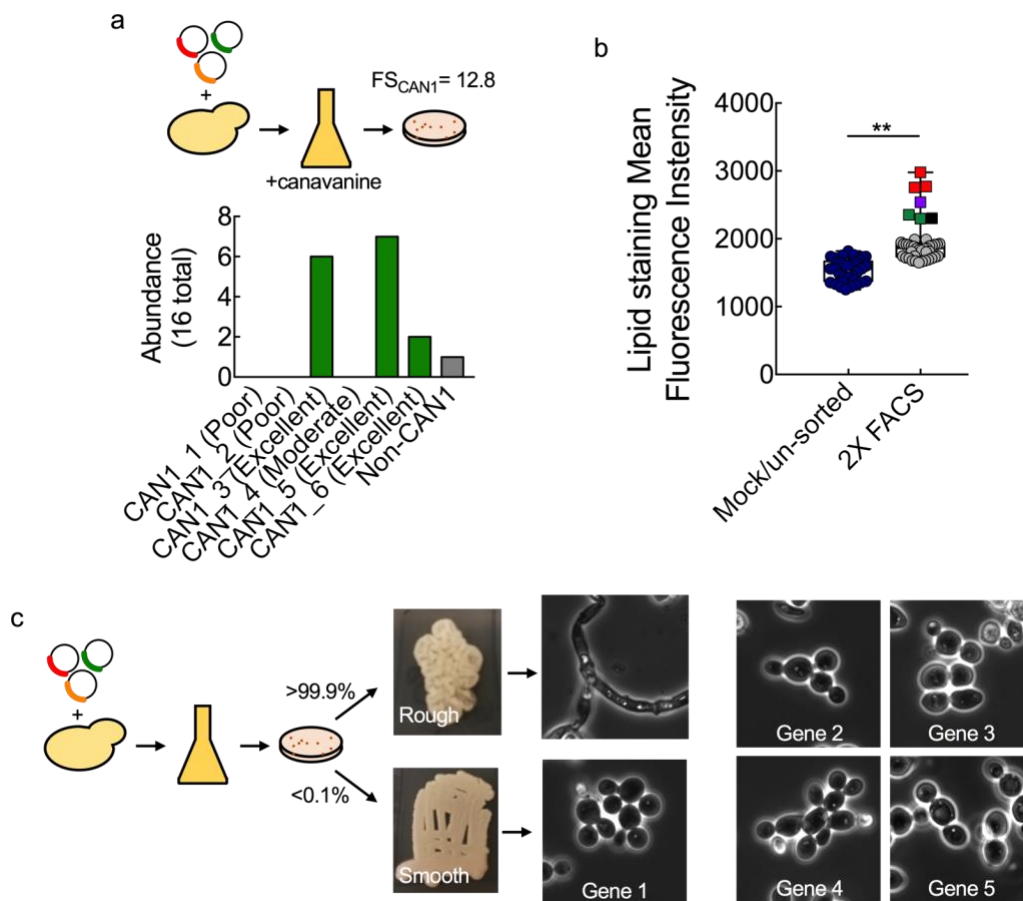 a
+
FSCAN1= 12.8
+canavanine
Abundance
(16 total)
8
6
4
2
0
CAN1_1 (Poor)
CAN1_2 (Poor)
CAN1_3 (Excellent)
CAN1_4 (Moderate)
CAN1_5 (Excellent)
CAN1_6 (Excellent)
Non-CAN1
b
Lipid staining Mean
Fluorescence Instensity
4000
3000
2000
1000
0
**
Mock/un-sorted
2X FACS
c
+
>99.9%
<0.1%
Rough
Smooth
Gene 1
Gene 2
Gene 3
Gene 4
Gene 5